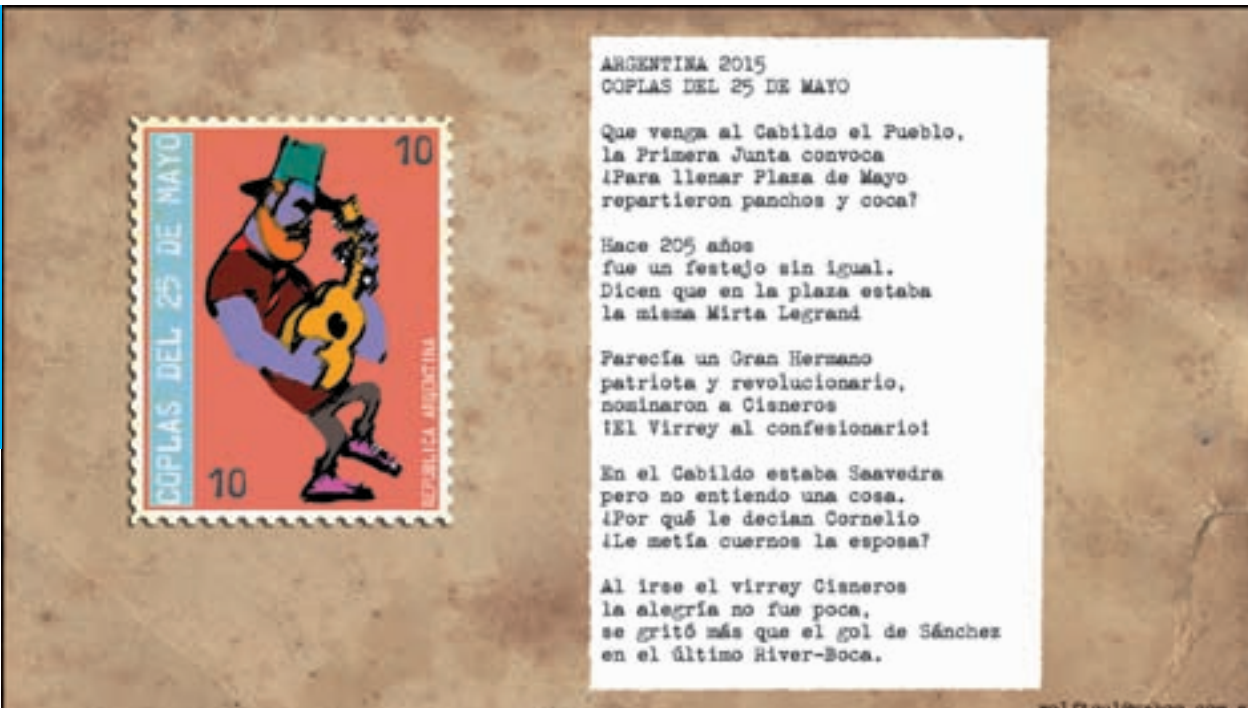 COPLAS DEL 25 DE MAYO
10
10
REPUBLICA ARGENTINA
ARGENTINA 2015
COPLAS DEL 25 DE MAYO
Que venga al Cabildo el Pueblo,
la Primera Junta convoca
¿Para llenar Plaza de Mayo
repartieron panchos y coca?
Hace 205 años
fue un festejo sin igual.
Dicen que en la plaza estaba
la misma Mirta Legrand
Parecía un Gran Hermano
patriota y revolucionario,
nominaron a Cisneros
¡El Virrey al confesionario!
En el Cabildo estaba Saavedra
pero no entiendo una cosa.
¿Por qué le decian Cornelio
¿Le metía cuernos la esposa?
Al irse el virrey Cisneros
la alegría no fue poca,
se gritó más que el gol de Sánchez
en el último River-Boca.